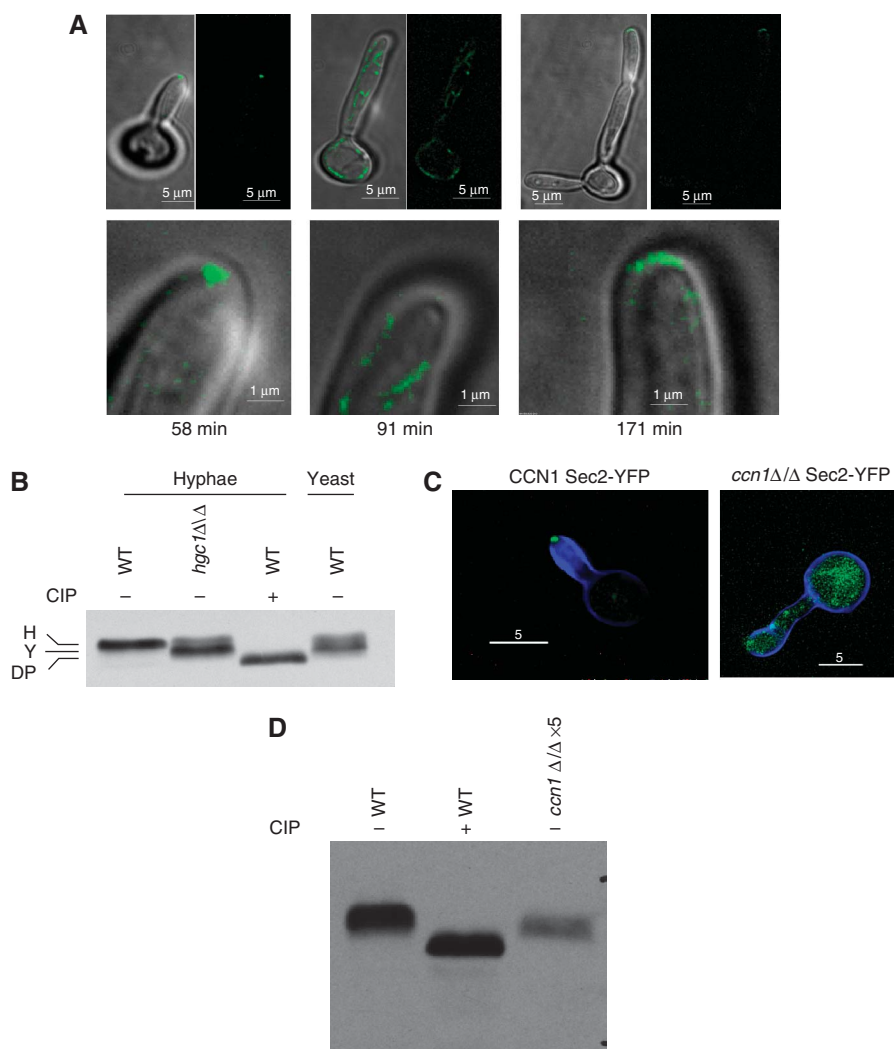 A
5 μm
5 μm
5 μm
5 μm
5 μm
5 μm
1 μm
1 μm
1 μm
58 min
91 min
171 min
B
Hyphae
Yeast
WT
hgc1Δ\Δ
WT
WT
CIP
– – + –
H
Y
DP
C
CCN1 Sec2-YFP
ccn1Δ/Δ Sec2-YFP
5
5
D
WT
WT
ccn1 Δ/Δ ×5
CIP
– + –